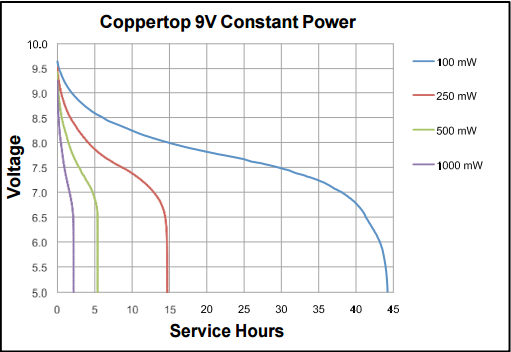 Coppertop 9V Constant Power
Voltage
10.0
9.5
9.0
8.5
8.0
7.5
7.0
6.5
6.0
5.5
5.0
0 5 10 15 20 25 30 35 40 45
Service Hours
100 mW
250 mW
500 mW
1000 mW